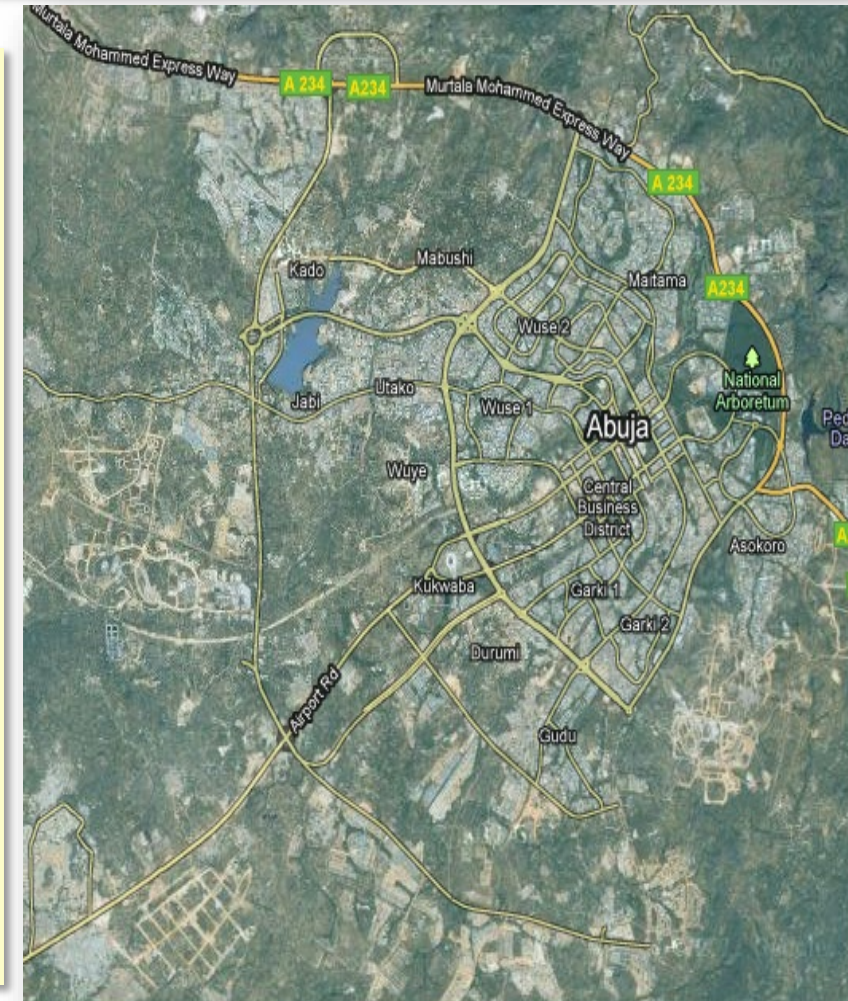 Murtala Mohammed Express Way
A 234
A234
Murtala Mohammed Express Way
A 234
Kado
Mabushi
Maitama
A234
Wuse 2
National
Arboretum
Jabi
Utako
Wuse 1
Abuja
Wuye
Central
Business
District
Asokoro
Kukwaba
Garki 1
Garki 2
Durumi
Airport Rd
Gudu